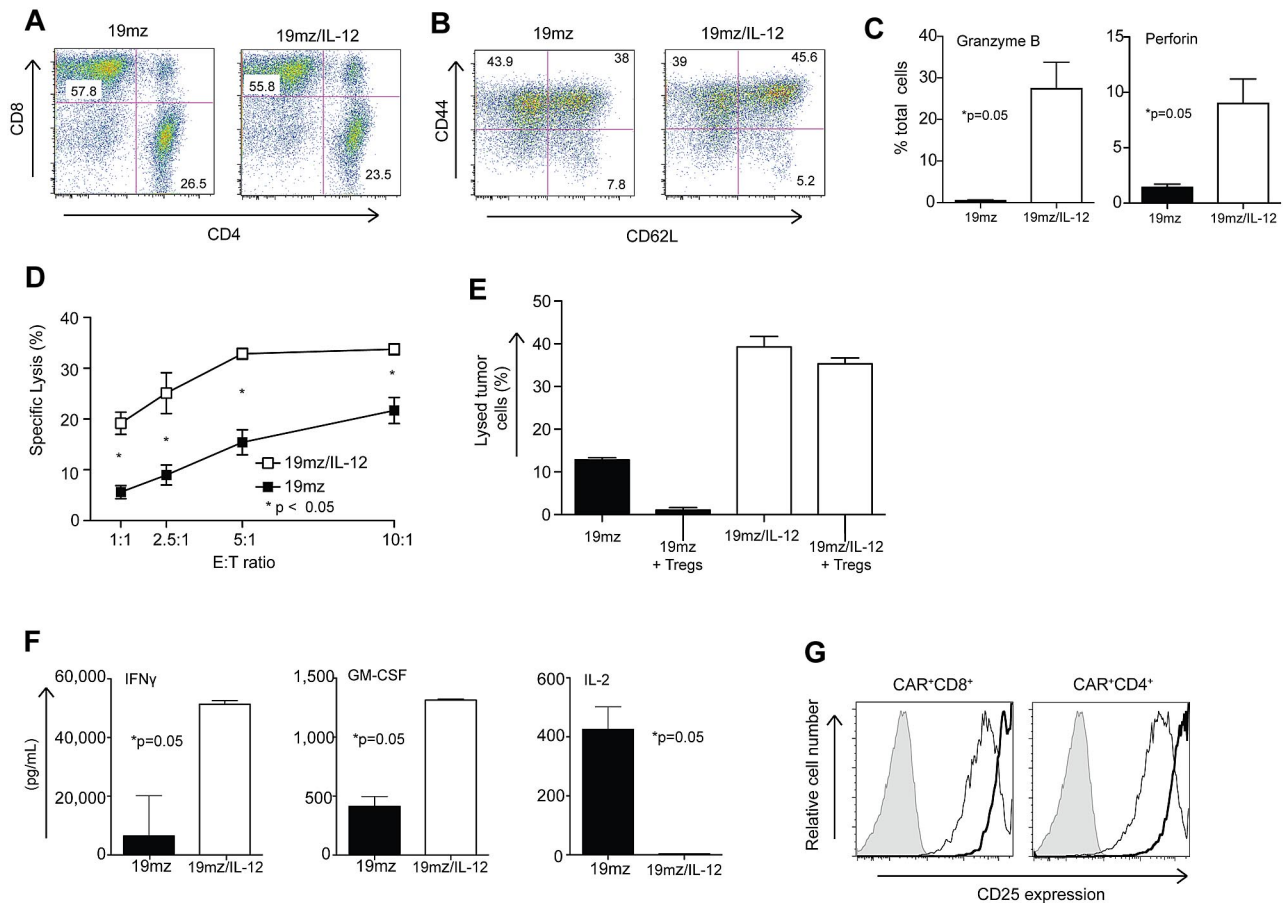 A
19mz
19mz/IL-12
CD8
57.8
26.5
55.8
23.5
CD4
B
19mz
19mz/IL-12
CD44
43.9
38
7.8
39
45.6
5.2
CD62L
C
% total cells
40
30
20
10
0
Granzyme B
*p=0.05
19mz
19mz/IL-12
15
10
5
0
Perforin
*p=0.05
19mz
19mz/IL-12
D
Specific Lysis (%)
40
30
20
10
0
*
*
*
*
19mz/IL-12
19mz
* p < 0.05
1:1
2.5:1
5:1
10:1
E:T ratio
E
Lysed tumor
cells (%)
50
40
30
20
10
0
19mz
19mz
+ Tregs
19mz/IL-12
19mz/IL-12
+ Tregs
F
(pg/mL)
60,000
40,000
20,000
0
IFNγ
*p=0.05
19mz
19mz/IL-12
1,500
1,000
500
0
GM-CSF
*p=0.05
19mz
19mz/IL-12
600
400
200
0
IL-2
*p=0.05
19mz
19mz/IL-12
G
CAR⁺CD8⁺
CAR⁺CD4⁺
Relative cell number
CD25 expression